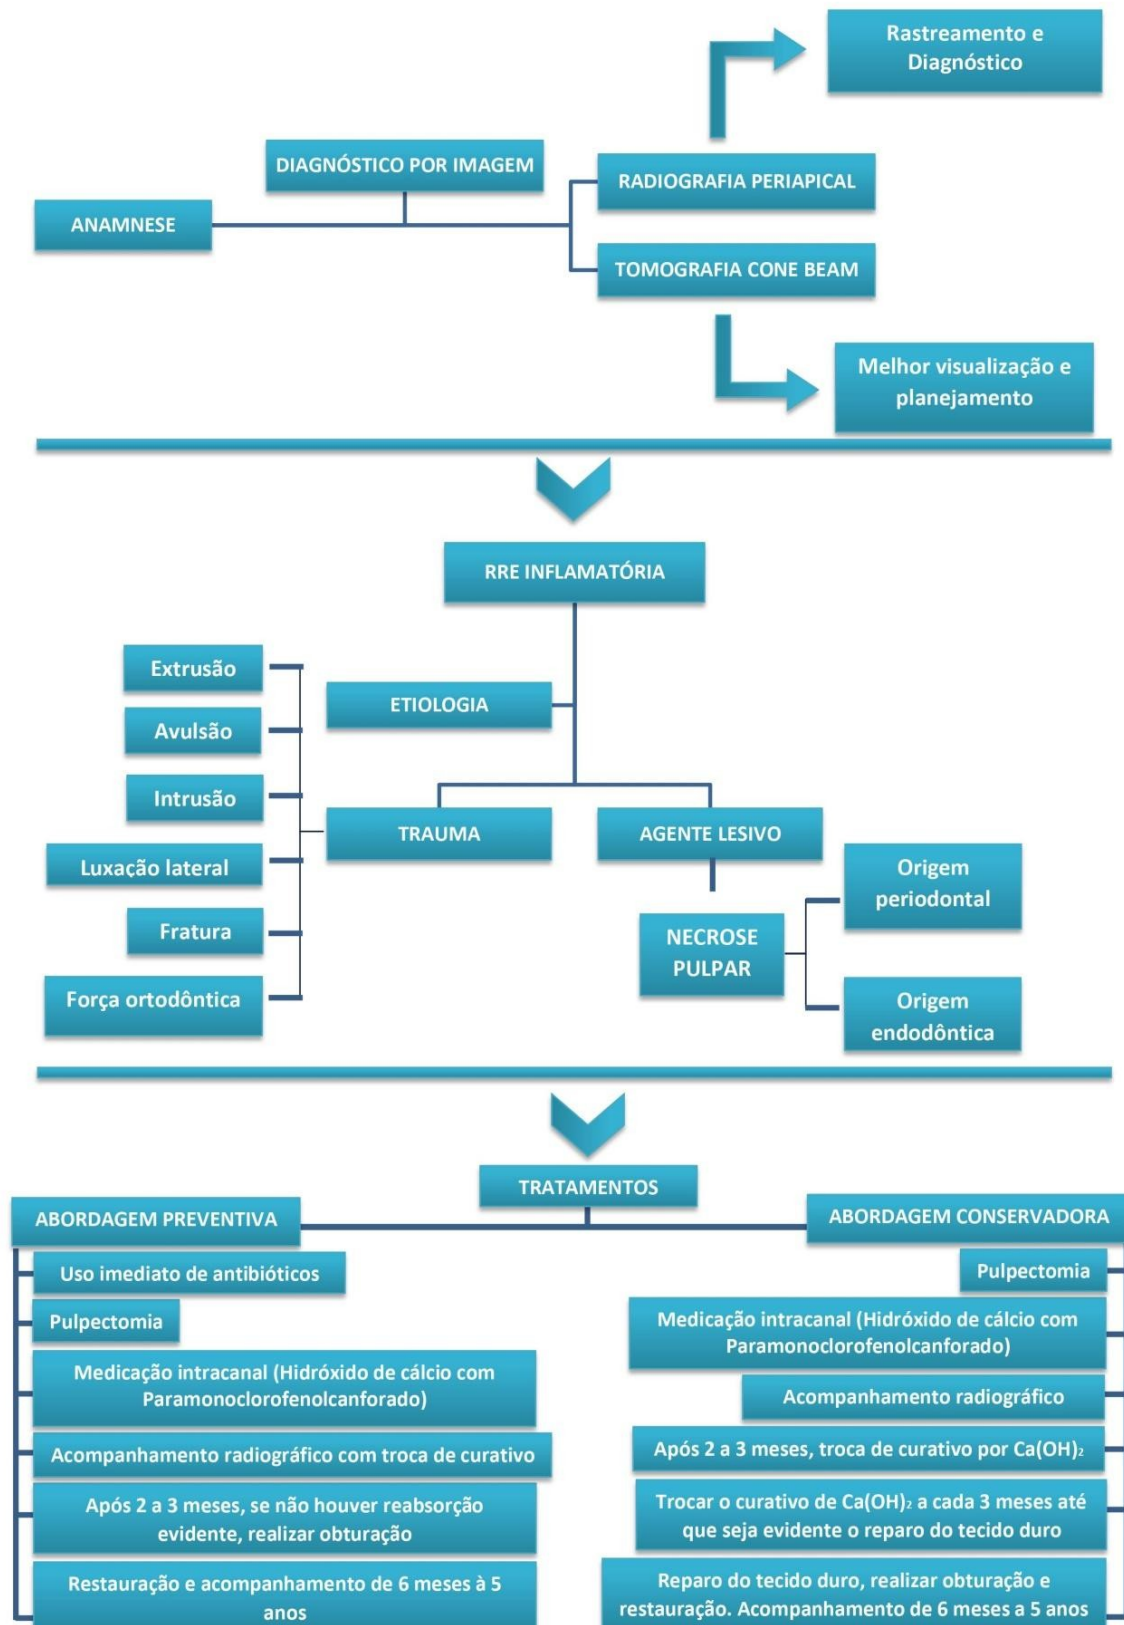 Rastreamento e
Diagnóstico
DIAGNÓSTICO POR IMAGEM
RADIOGRAFIA PERIAPICAL
ANAMNESE
TOMOGRAFIA CONE BEAM
Melhor visualização e
planejamento
RRE INFLAMATÓRIA
ETIOLOGIA
Extrusão
Avulsão
Intrusão
Luxação lateral
Fratura
Força ortodôntica
TRAUMA
AGENTE LESIVO
NECROSE
PULPAR
Origem
periodontal
Origem
endodôntica
TRATAMENTOS
ABORDAGEM PREVENTIVA
Uso imediato de antibióticos
Pulpectomia
Medicação intracanal (Hidróxido de cálcio com
Paramonoclorofenolcanforado)
Acompanhamento radiográfico com troca de curativo
Após 2 a 3 meses, se não houver reabsorção
evidente, realizar obturação
Restauração e acompanhamento de 6 meses à 5
anos
ABORDAGEM CONSERVADORA
Pulpectomia
Medicação intracanal (Hidróxido de cálcio com
Paramonoclorofenolcanforado)
Acompanhamento radiográfico
Após 2 a 3 meses, troca de curativo por Ca(OH)₂
Trocar o curativo de Ca(OH)₂ a cada 3 meses até
que seja evidente o reparo do tecido duro
Reparo do tecido duro, realizar obturação e
restauração. Acompanhamento de 6 meses a 5 anos